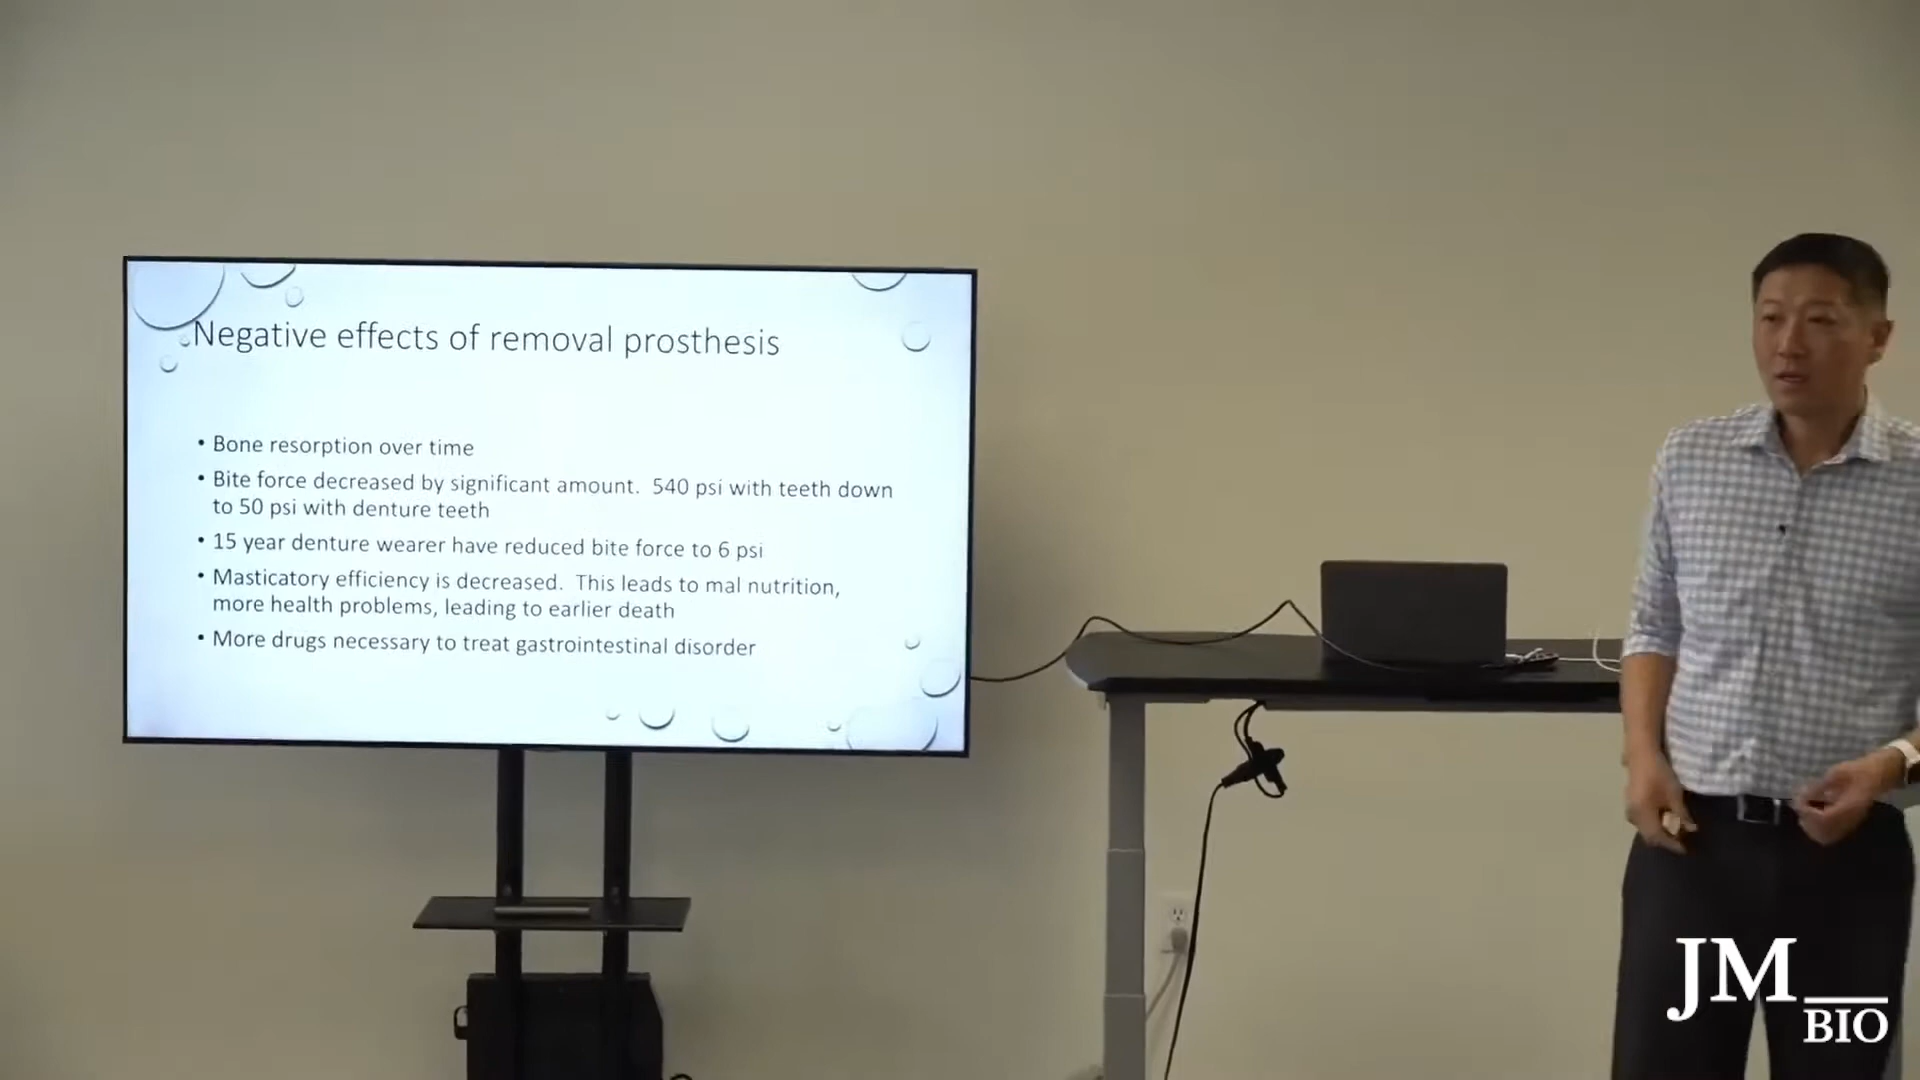 Negative effects of removal prosthesis
• Bone resorption over time
• Bite force decreased by significant amount.  540 psi with teeth down
to 50 psi with denture teeth
• 15 year denture wearer have reduced bite force to 6 psi
• Masticatory efficiency is decreased.  This leads to mal nutrition,
more health problems, leading to earlier death
• More drugs necessary to treat gastrointestinal disorder
JM
BIO